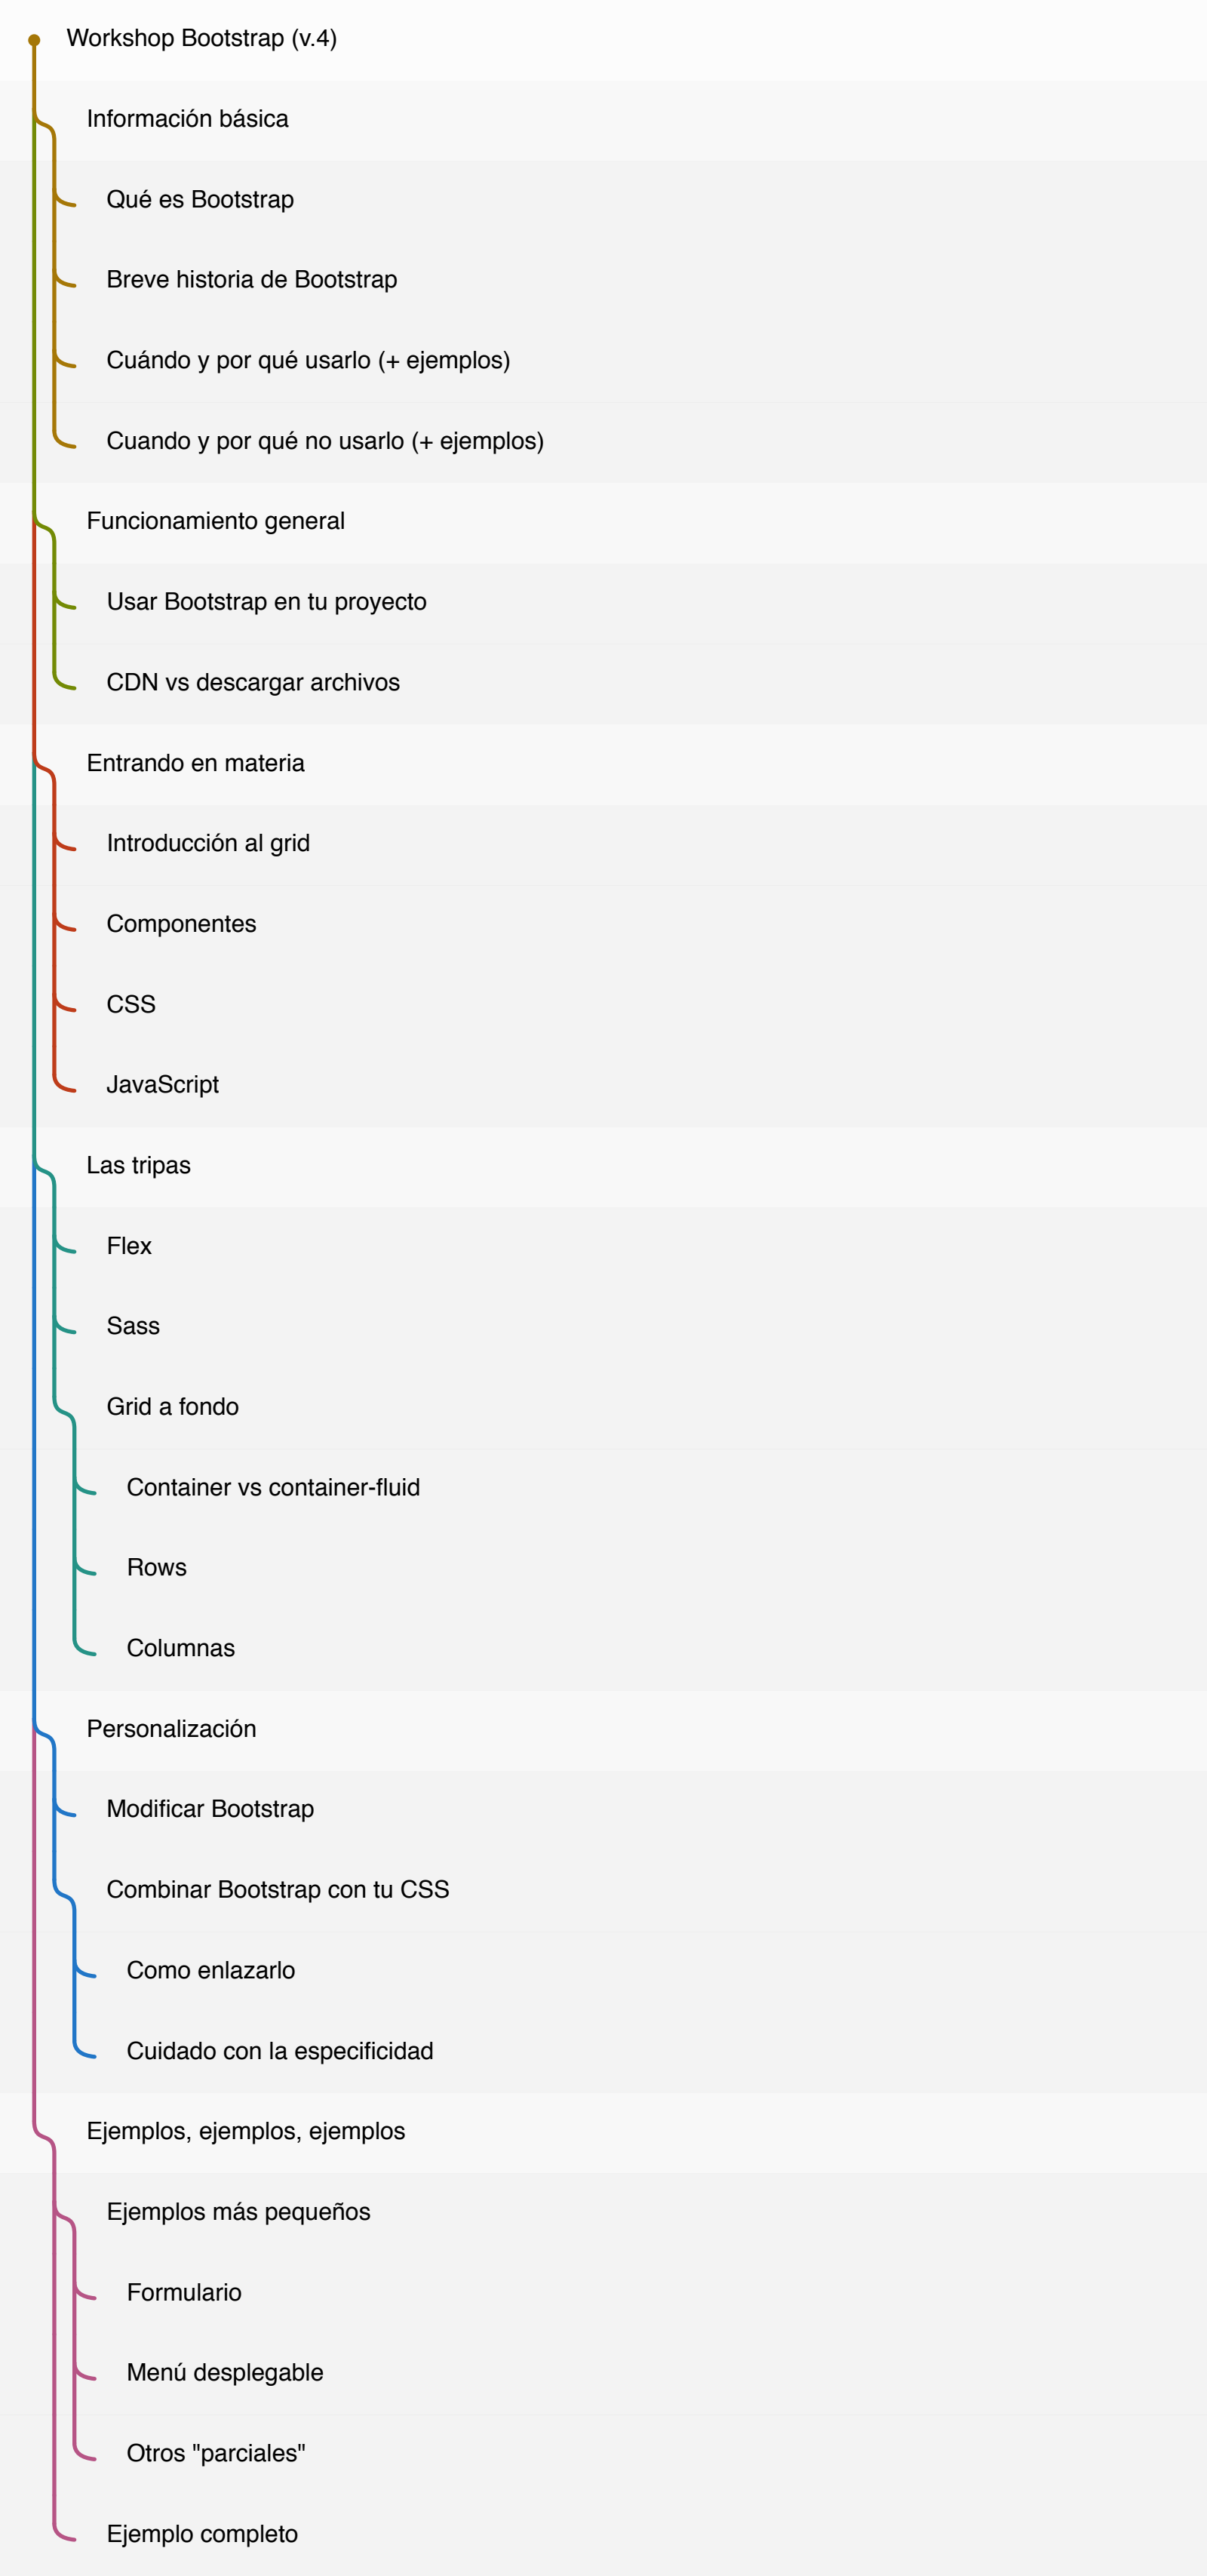 Workshop Bootstrap (v.4)
Información básica
Qué es Bootstrap
Breve historia de Bootstrap
Cuándo y por qué usarlo (+ ejemplos)
Cuando y por qué no usarlo (+ ejemplos)
Funcionamiento general
Usar Bootstrap en tu proyecto
CDN vs descargar archivos
Entrando en materia
Introducción al grid
Componentes
CSS
JavaScript
Las tripas
Flex
Sass
Grid a fondo
Container vs container-fluid
Rows
Columnas
Personalización
Modificar Bootstrap
Combinar Bootstrap con tu CSS
Como enlazarlo
Cuidado con la especificidad
Ejemplos, ejemplos, ejemplos
Ejemplos más pequeños
Formulario
Menú desplegable
Otros "parciales"
Ejemplo completo